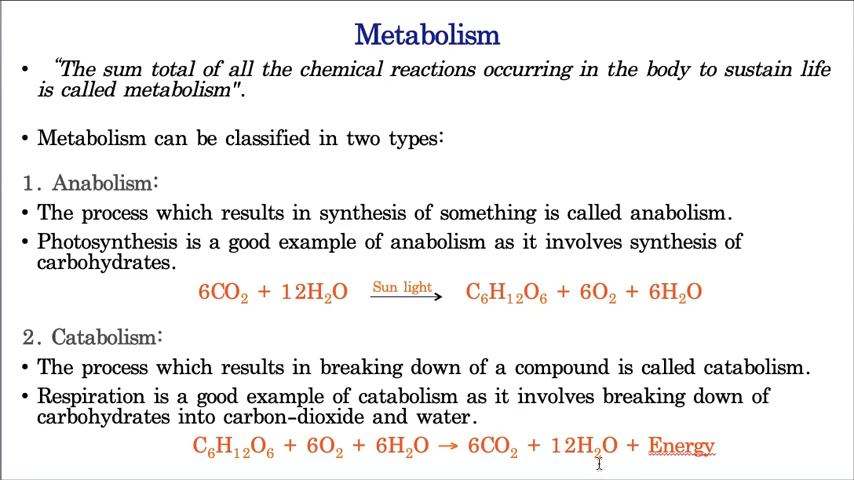 Metabolism
• “The sum total of all the chemical reactions occurring in the body to sustain life
is called metabolism".
• Metabolism can be classified in two types:
1. Anabolism:
• The process which results in synthesis of something is called anabolism.
• Photosynthesis is a good example of anabolism as it involves synthesis of
carbohydrates.
6CO₂ + 12H₂O Sun light → C₆H₁₂O₆ + 6O₂ + 6H₂O
2. Catabolism:
• The process which results in breaking down of a compound is called catabolism.
• Respiration is a good example of catabolism as it involves breaking down of
carbohydrates into carbon-dioxide and water.
C₆H₁₂O₆ + 6O₂ + 6H₂O → 6CO₂ + 12H₂O + Energy